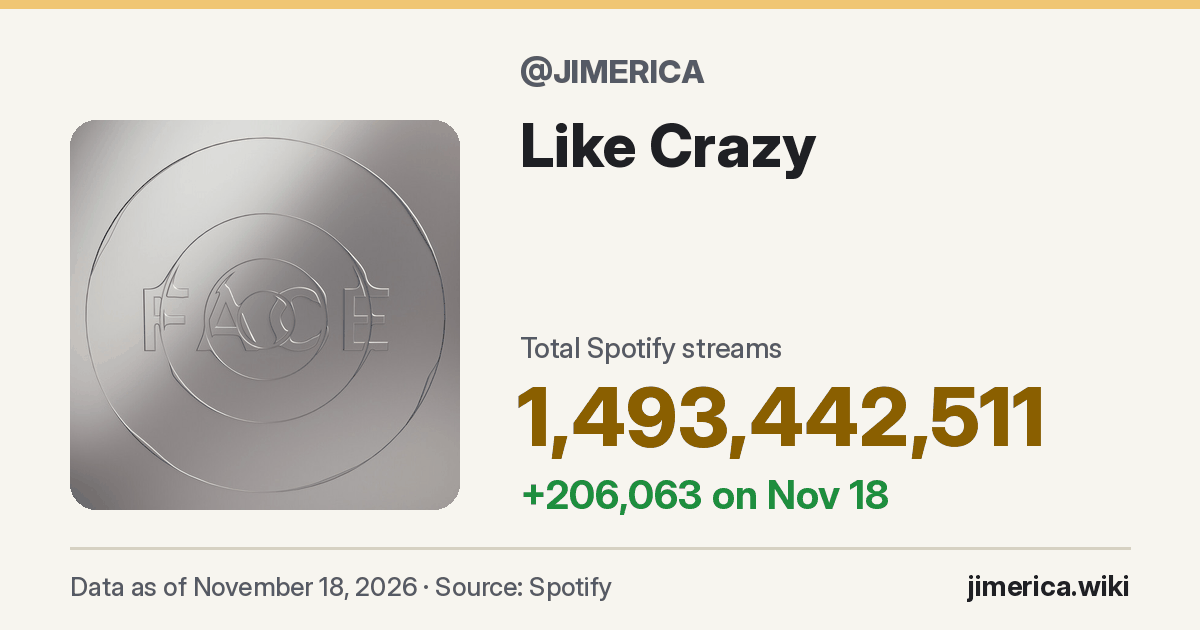 @JIMERICA
Like Crazy
FACE
Total Spotify streams
1,493,442,511
+206,063 on Nov 18
Data as of November 18, 2026 · Source: Spotify
jimerica.wiki